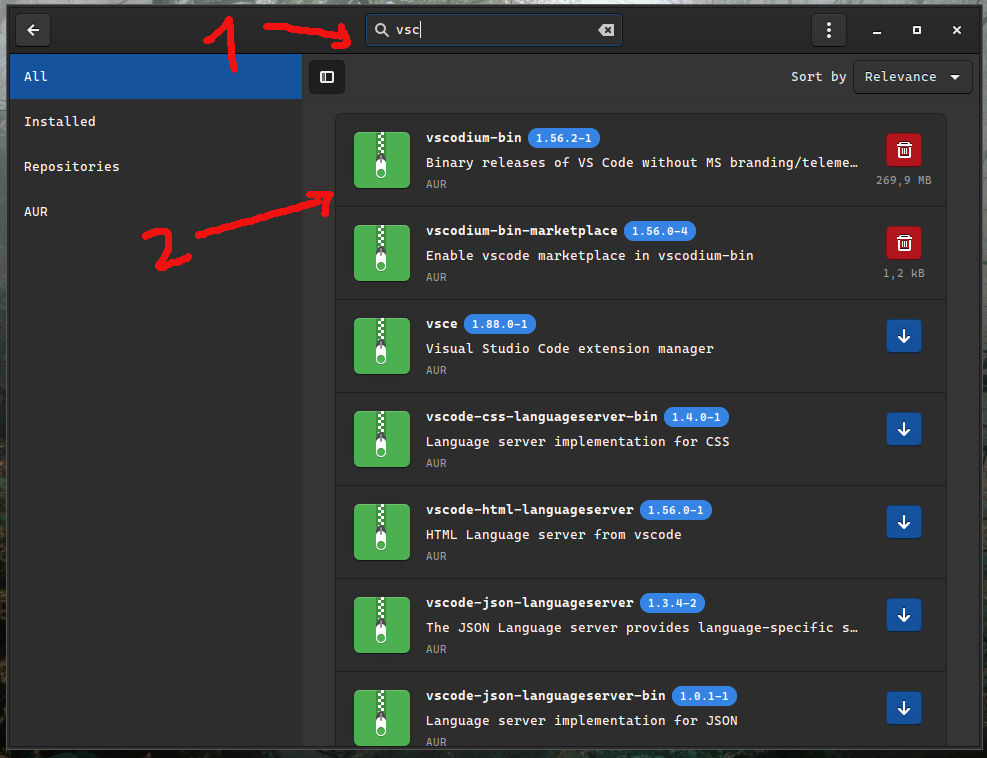 1
vsc
All
Sort by Relevance
Installed
Repositories
AUR
2
vscodium-bin 1.56.2-1
Binary releases of VS Code without MS branding/teleme…
AUR
269,9 MB
vscodium-bin-marketplace 1.56.0-4
Enable vscode marketplace in vscodium-bin
AUR
1,2 kB
vsce 1.88.0-1
Visual Studio Code extension manager
AUR
vscode-css-languageserver-bin 1.4.0-1
Language server implementation for CSS
AUR
vscode-html-languageserver 1.56.0-1
HTML Language server from vscode
AUR
vscode-json-languageserver 1.3.4-2
The JSON Language server provides language-specific s…
AUR
vscode-json-languageserver-bin 1.0.1-1
Language server implementation for JSON
AUR